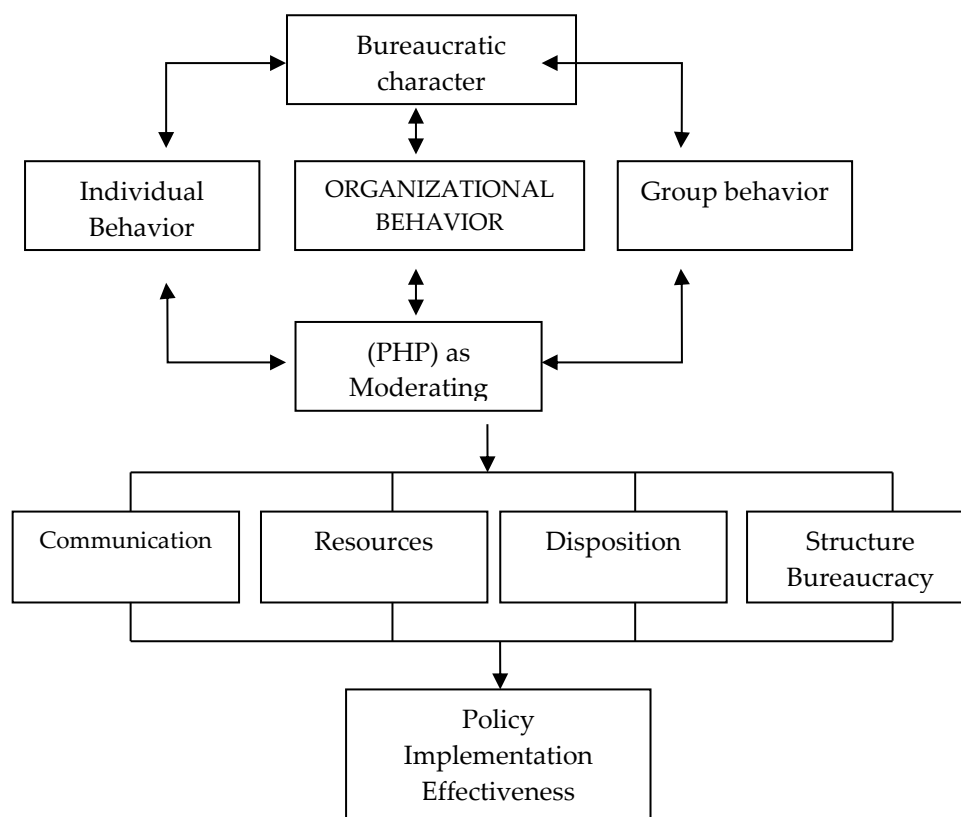 Bureaucratic
character
Individual
Behavior
ORGANIZATIONAL
BEHAVIOR
Group behavior
(PHP) as
Moderating
Communication
Resources
Disposition
Structure
Bureaucracy
Policy
Implementation
Effectiveness